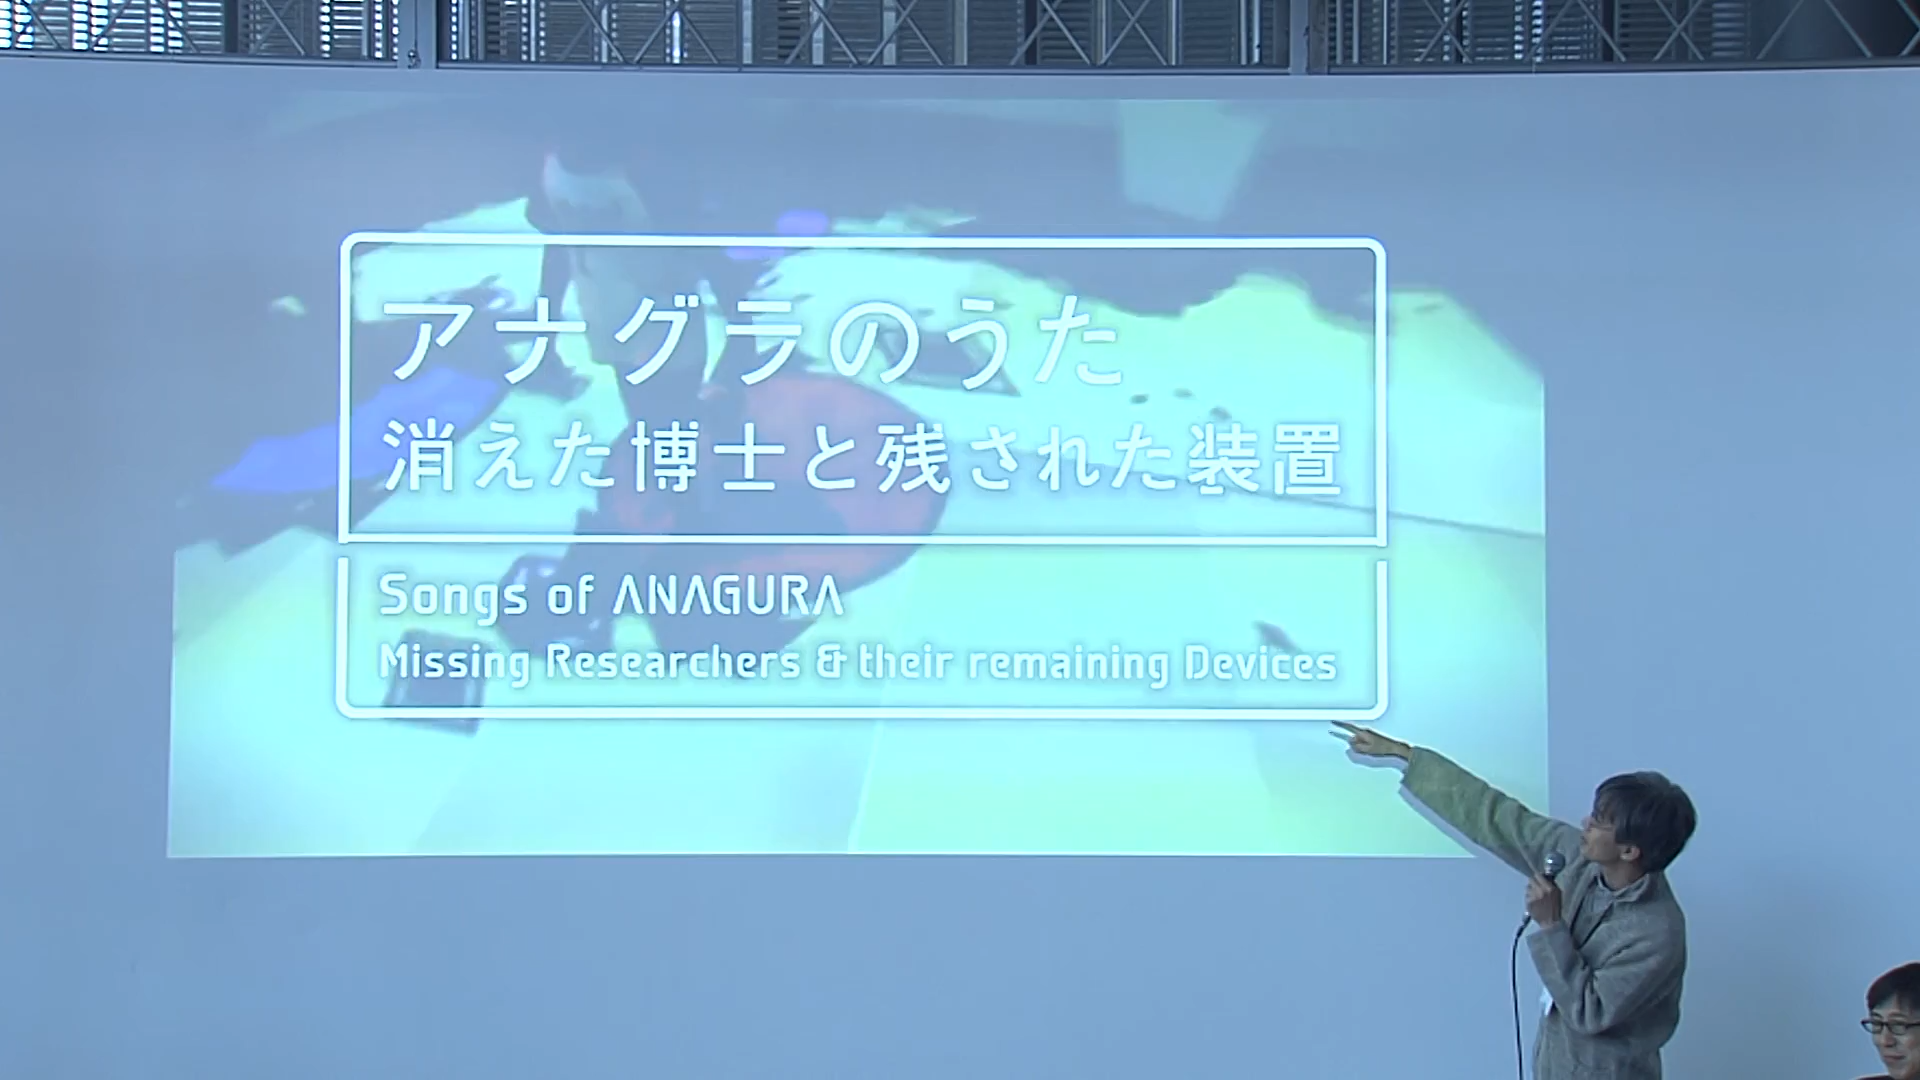 アナグラのうた
消えた博士と残された装置
Songs of ANAGURA
Missing Researchers & their remaining Devices